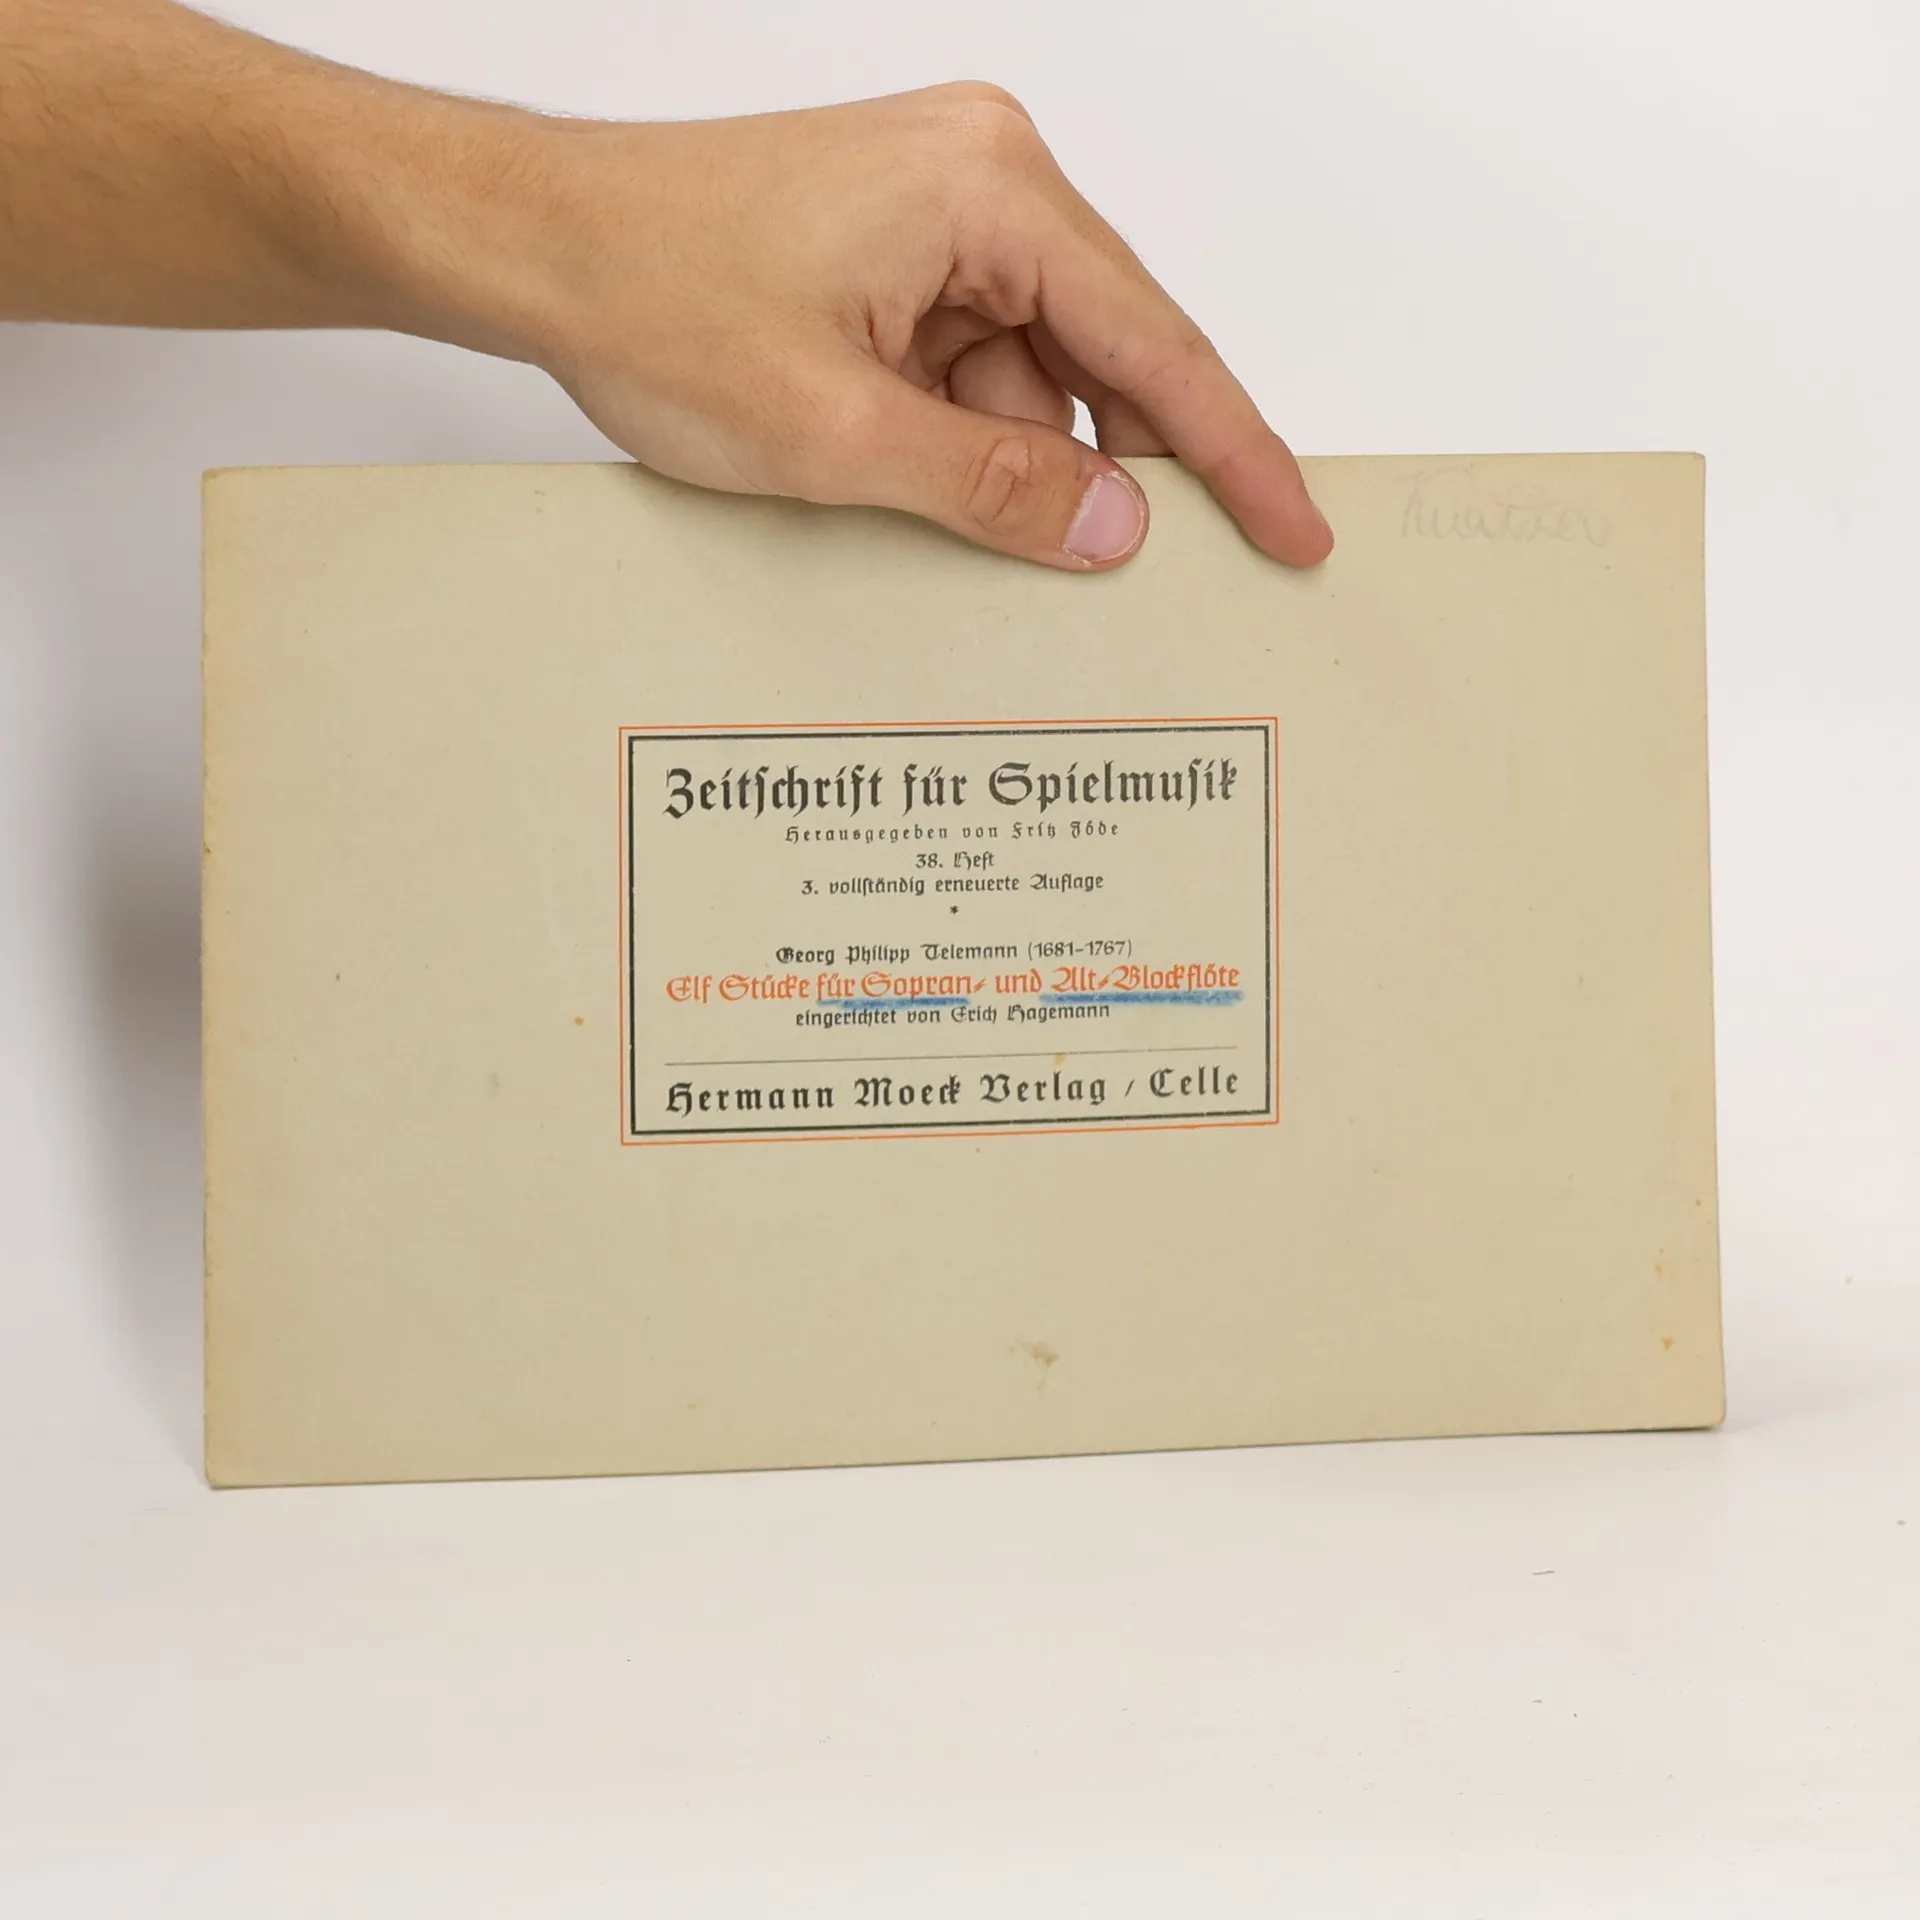 Zeitschrift für Spielmusik
Herausgegeben von Fritz Jöde
38. Heft
3. vollständig erneuerte Auflage
*
Georg Philipp Telemann (1681-1767)
Elf Stücke für Sopran- und Alt-Blockflöte
eingerichtet von Erich Hagemann
Hermann Moeck Verlag / Celle